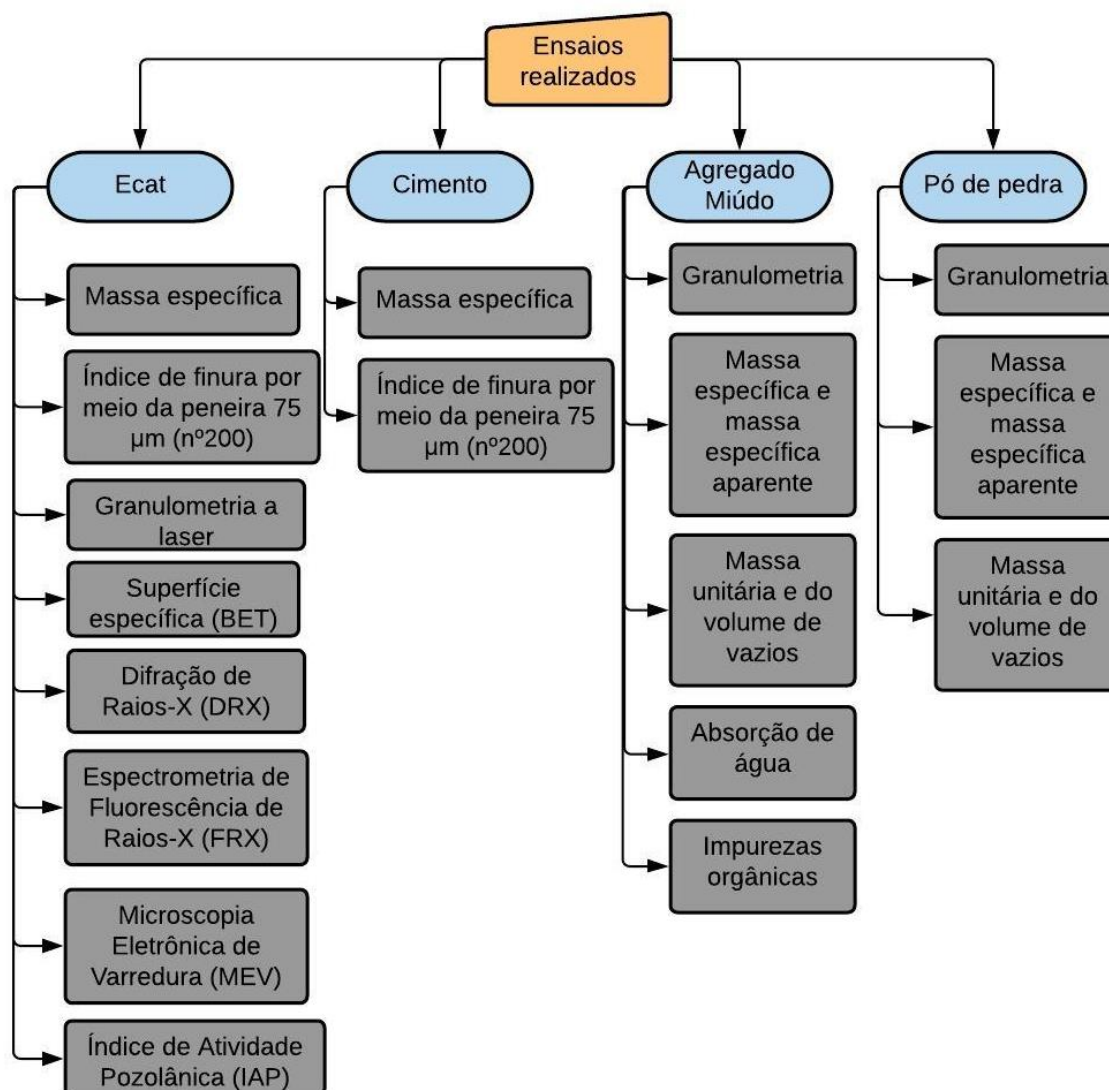 Ensaios
realizados
Ecat
Massa específica
Índice de finura por
meio da peneira 75
µm (nº200)
Granulometria a
laser
Superfície
específica (BET)
Difração de
Raios-X (DRX)
Espectrometria de
Fluorescência de
Raios-X (FRX)
Microscopia
Eletrônica de
Varredura (MEV)
Índice de Atividade
Pozolânica (IAP)
Cimento
Massa específica
Índice de finura por
meio da peneira 75
µm (nº200)
Agregado
Miúdo
Granulometria
Massa
específica e
massa
específica
aparente
Massa
unitária e do
volume de
vazios
Absorção de
água
Impurezas
orgânicas
Pó de pedra
Granulometria
Massa
específica e
massa
específica
aparente
Massa
unitária e do
volume de
vazios